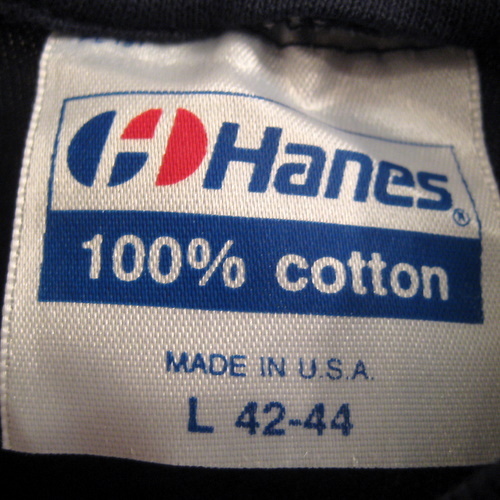 Hanes®
100% cotton
MADE IN U.S.A.
L 42-44